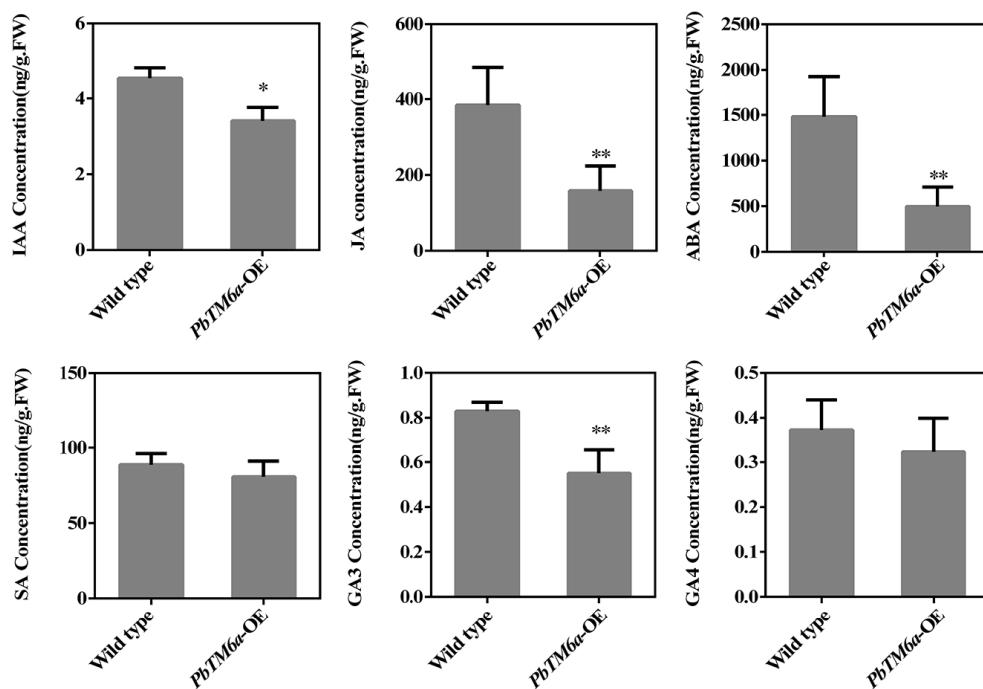 IAA Concentration(ng/g.FW)
6
4
2
0
*
Wild type
PbTM6a-OE
JA concentration(ng/g.FW)
600
400
200
0
**
Wild type
PbTM6a-OE
ABA Concentration(ng/g.FW)
2500
2000
1500
1000
500
0
**
Wild type
PbTM6a-OE
SA Concentration(ng/g.FW)
150
100
50
0
Wild type
PbTM6a-OE
GA3 Concentration(ng/g.FW)
1.0
0.8
0.6
0.4
0.2
0.0
**
Wild type
PbTM6a-OE
GA4 Concentration(ng/g.FW)
0.5
0.4
0.3
0.2
0.1
0.0
Wild type
PbTM6a-OE